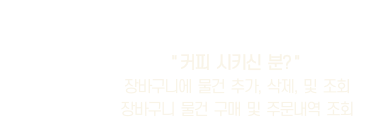 "커피 시키신 분?"
장바구니에 물건 추가, 삭제, 및 조회
장바구니 물건 구매 및 주문내역 조회